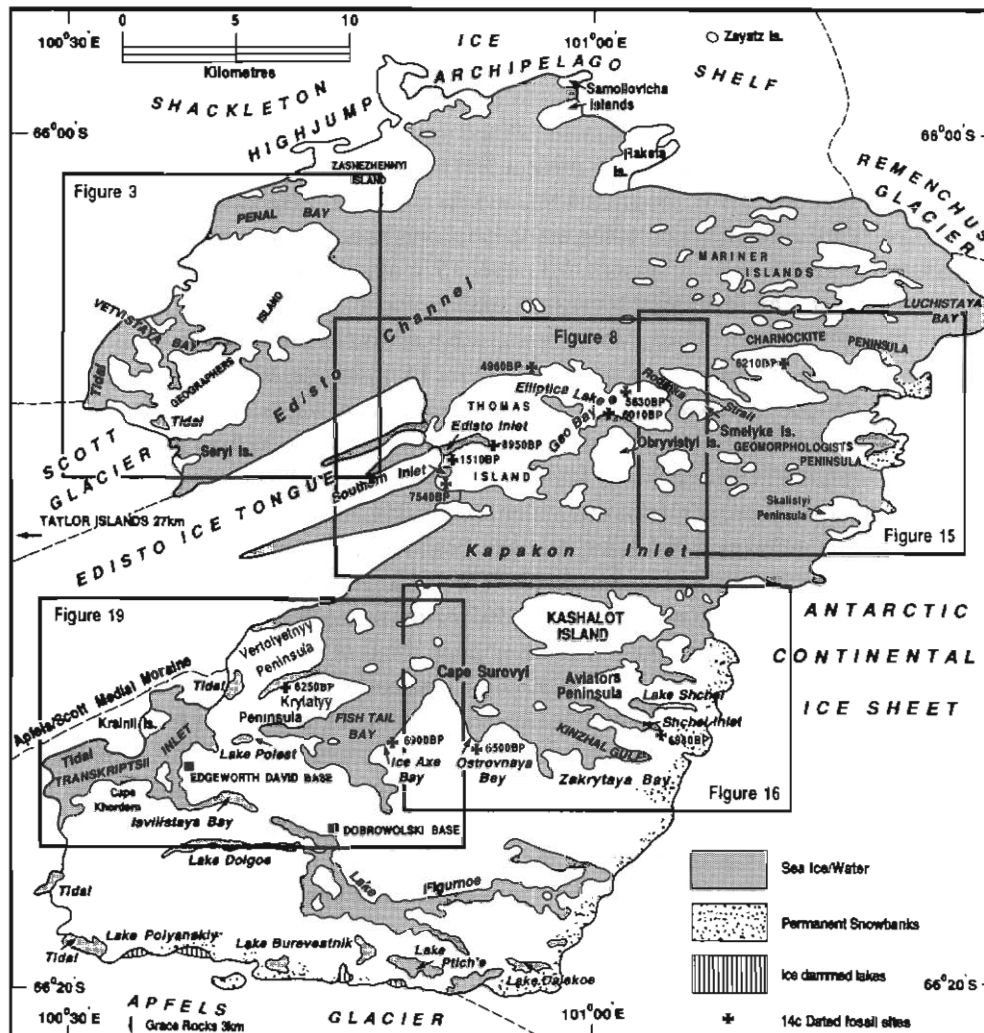 100°30'E
0
5
10
Kilometres
ICE
ARCHIPELAGO
101°00'E
Zayatz Is.
SHELF
SHACKLETON
HIGHJUMP
Samoilovicha
Islands
66°00'S
66°00'S
Raketa
Is.
ZASNEZHENNYI
ISLAND
REMENCHUS
GLACIER
Figure 3
PENAL BAY
MARINER
ISLANDS
ISLAND
Channel
VETVISTAYA BAY
LUCHISTAYA
BAY
Figure 8
CHARNOCKITE PENINSULA
6210BP
4960BP
Tidal
GEOGRAPHERS
Edisto
Elliptica Lake
Rodzika
Strait
5630BP
6010BP
THOMAS
Geo Bay
Tidal
Edisto Inlet
Smelyke Is.
Obryvistyi Is.
8950BP
Seryi Is.
GEOMORPHOLOGISTS
PENINSULA
1510BP
SCOTT
GLACIER
Southern Inlet
ISLAND
7540BP
Skalistyi
Peninsula
TAYLOR ISLANDS 27km
EDISTO ICE TONGUE
Kapakon Inlet
Figure 15
Figure 19
ANTARCTIC
KASHALOT
ISLAND
Vertolyetnyy
Peninsula
CONTINENTAL
Cape Surovyi
Aviators
Peninsula
Apfels/Scott Medial Moraine
Tidal
6250BP
Krylatyy
Peninsula
Lake Shchel
ICE SHEET
Krainii Is.
Shchel Inlet
FISH TAIL
BAY
KINZHAL GULF
Tidal
INLET
Lake Polest
6900BP
6500BP
TRANSKRIPTSII
Ice Axe
Bay
Ostrovnaya
Bay
EDGEWORTH DAVID BASE
Zakrytaya Bay
Cape
Khordera
Figure 16
Isvilistaya Bay
DOBROWOLSKI BASE
Lake Dolgoe
Sea Ice/Water
Tidal
Lake Figurnoe
Permanent Snowbanks
Lake Polyanskiy
Lake Burevestnik
Lake
Ptich's
Tidal
Lake Dalekoe
Ice dammed lakes
66°20'S
66°20'S
100°30'E
APFELS
GLACIER
101°00'E
Grace Rocks 3km
14c Dated fossil sites